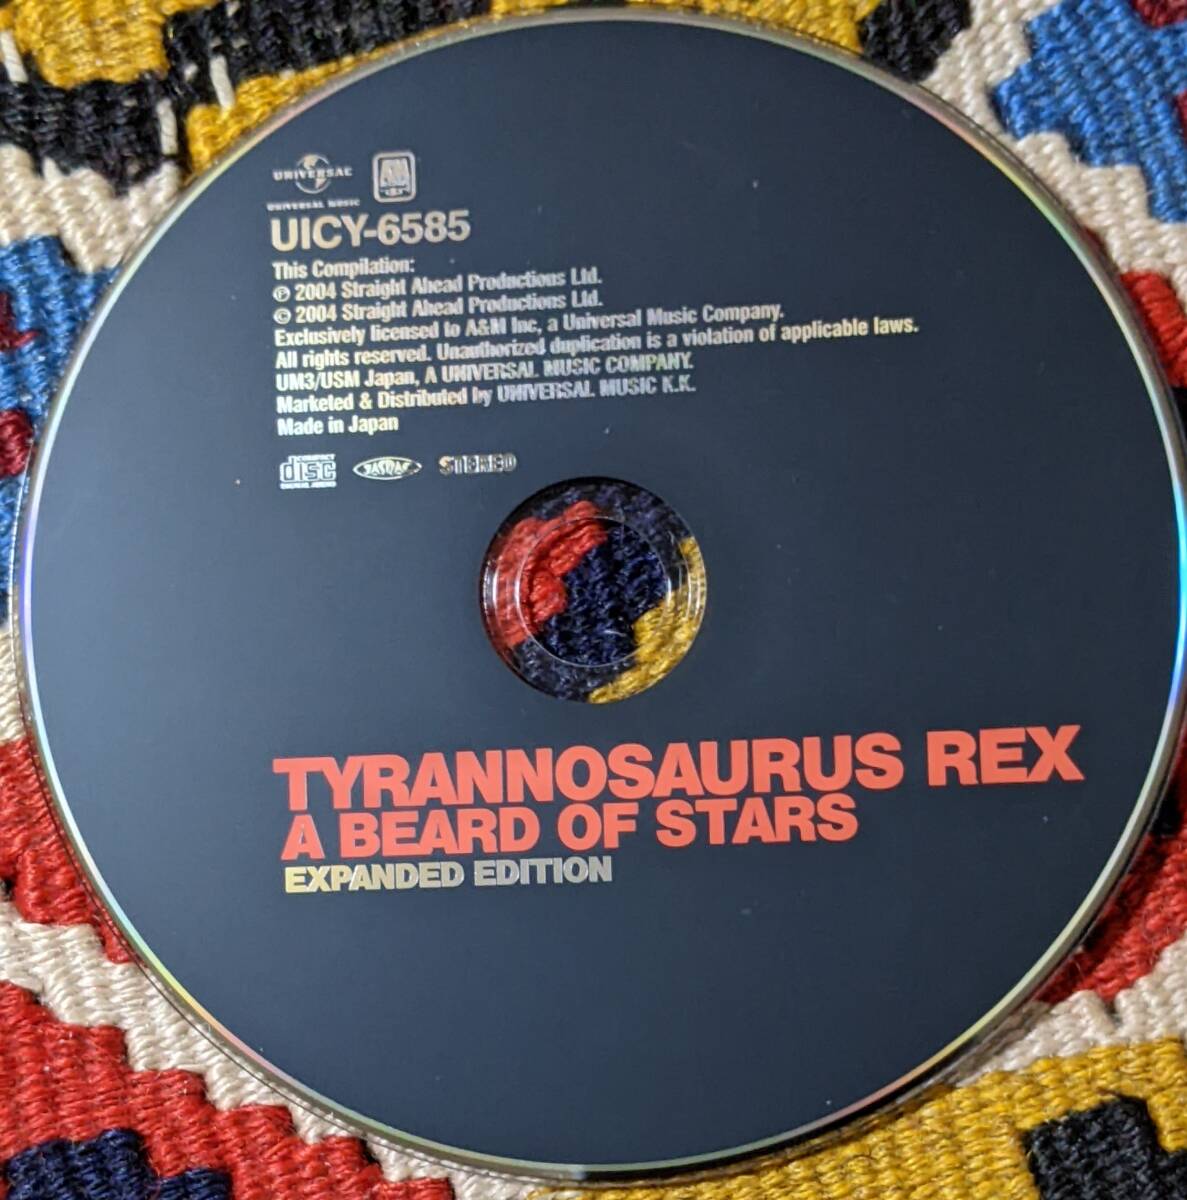 UNIVERSAL
UNIVERSAL MUSIC
A&M
UICY-6585
This Compilation:
℗ 2004 Straight Ahead Productions Ltd.
© 2004 Straight Ahead Productions Ltd.
Exclusively licensed to A&M Inc, a Universal Music Company.
All rights reserved. Unauthorized duplication is a violation of applicable laws.
UM3/USM Japan, A UNIVERSAL MUSIC COMPANY.
Marketed & Distributed by UNIVERSAL MUSIC K.K.
Made in Japan
COMPACT disc DIGITAL AUDIO JASRAC STEREO
TYRANNOSAURUS REX
A BEARD OF STARS
EXPANDED EDITION